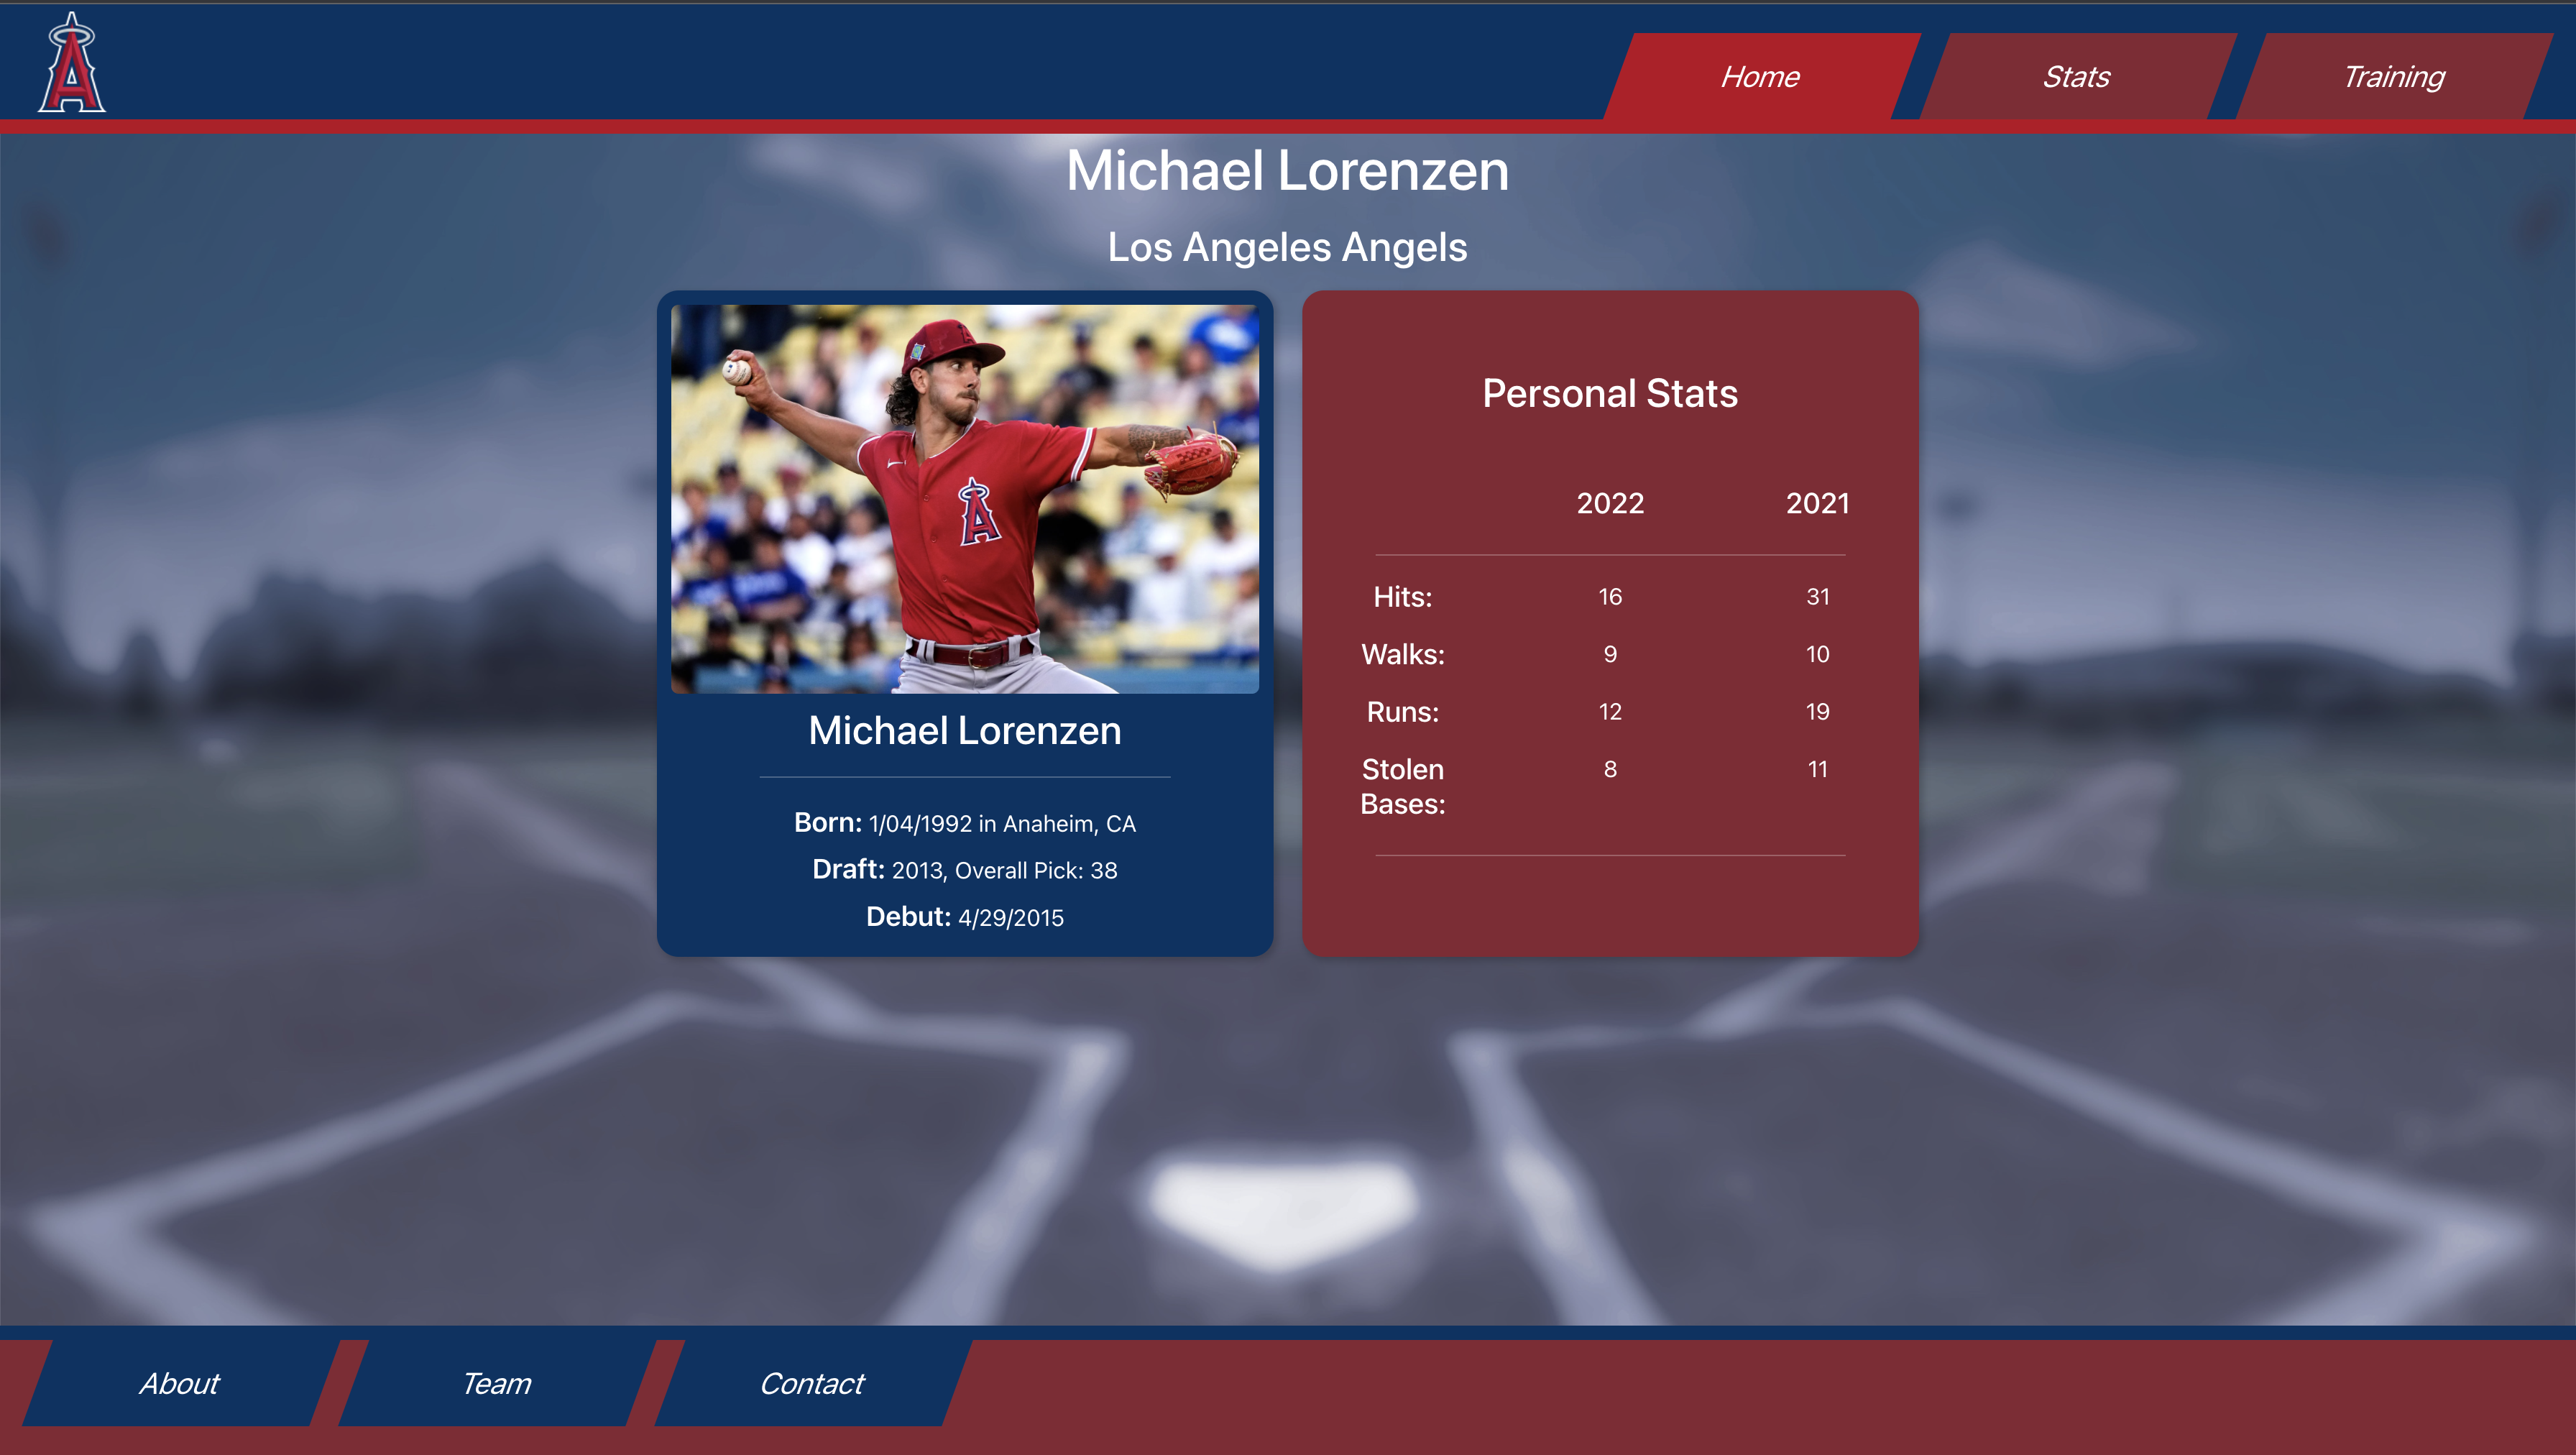 A
Home
Stats
Training
Michael Lorenzen
Los Angeles Angels
A
Michael Lorenzen
Born: 1/04/1992 in Anaheim, CA
Draft: 2013, Overall Pick: 38
Debut: 4/29/2015
Personal Stats
2022 2021
Hits: 16 31
Walks: 9 10
Runs: 12 19
Stolen 8 11
Bases:
About
Team
Contact